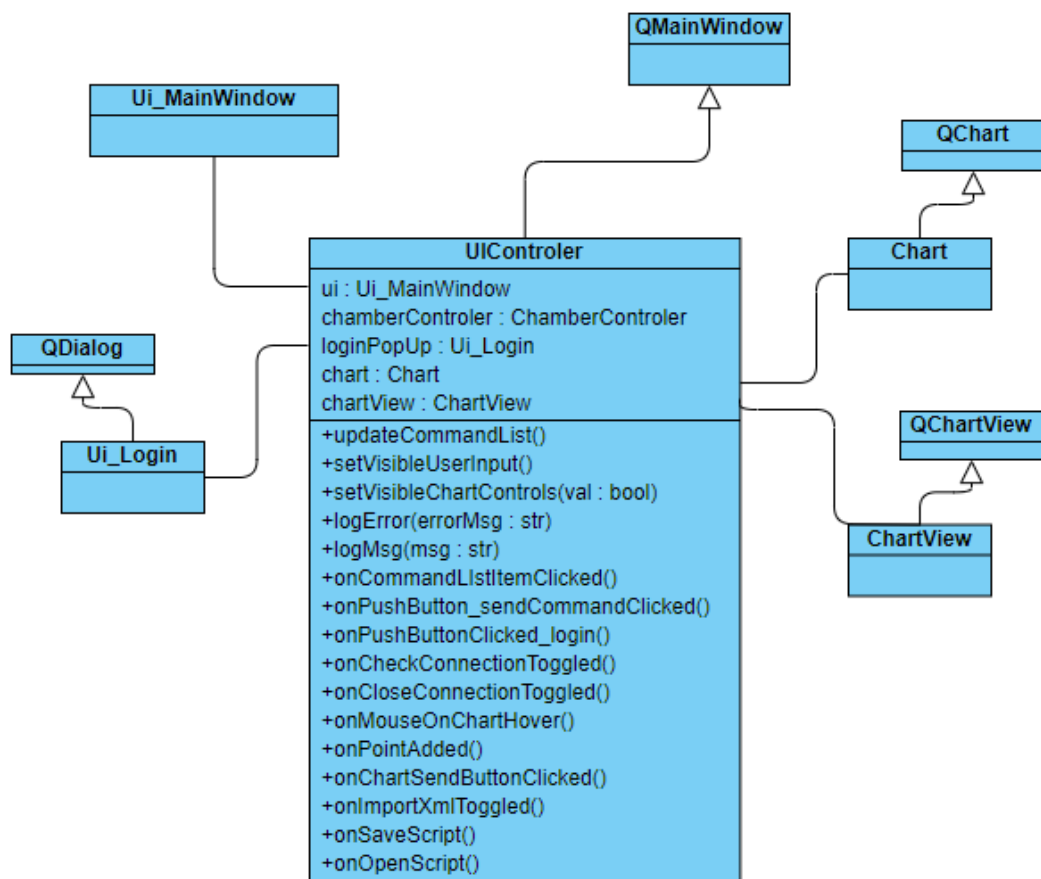 QMainWindow
Ui_MainWindow
QChart
UIControler
Chart
ui : Ui_MainWindow
chamberControler : ChamberControler
loginPopUp : Ui_Login
chart : Chart
chartView : ChartView
QDialog
Ui_Login
QChartView
ChartView
+updateCommandList()
+setVisibleUserInput()
+setVisibleChartControls(val : bool)
+logError(errorMsg : str)
+logMsg(msg : str)
+onCommandLIstItemClicked()
+onPushButton_sendCommandClicked()
+onPushButtonClicked_login()
+onCheckConnectionToggled()
+onCloseConnectionToggled()
+onMouseOnChartHover()
+onPointAdded()
+onChartSendButtonClicked()
+onImportXmlToggled()
+onSaveScript()
+onOpenScript()